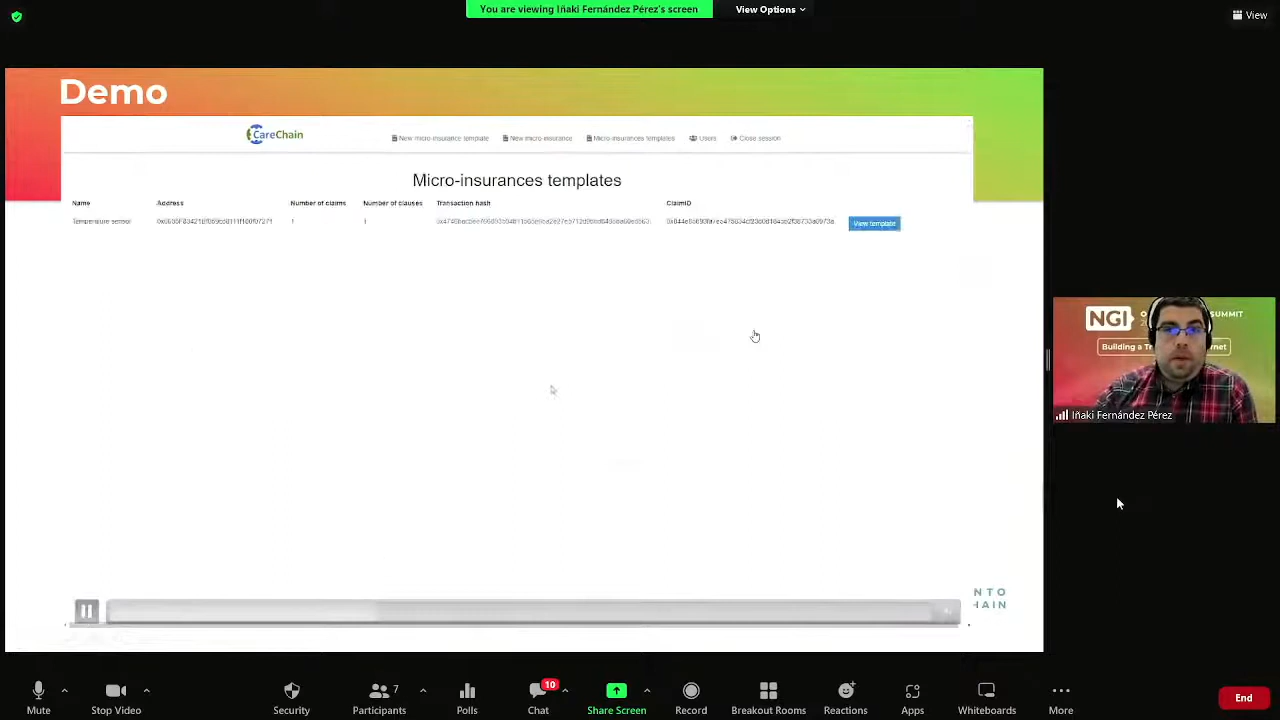 You are viewing Iñaki Fernández Pérez's screen
View Options
View
Demo
CareChain
New micro-insurance template
New micro-insurance
Micro-insurances templates
Users
Close session
Micro-insurances templates
Name
Address
Number of claims
Number of clauses
Transaction hash
ClaimID
Temperature sensor
1
1
View template
NGI
SUMMIT
Building a
Iñaki Fernández Pérez
NTO
HAIN
Mute
Stop Video
Security
7
Participants
Polls
10
Chat
Share Screen
Record
Breakout Rooms
Reactions
Apps
Whiteboards
More
End